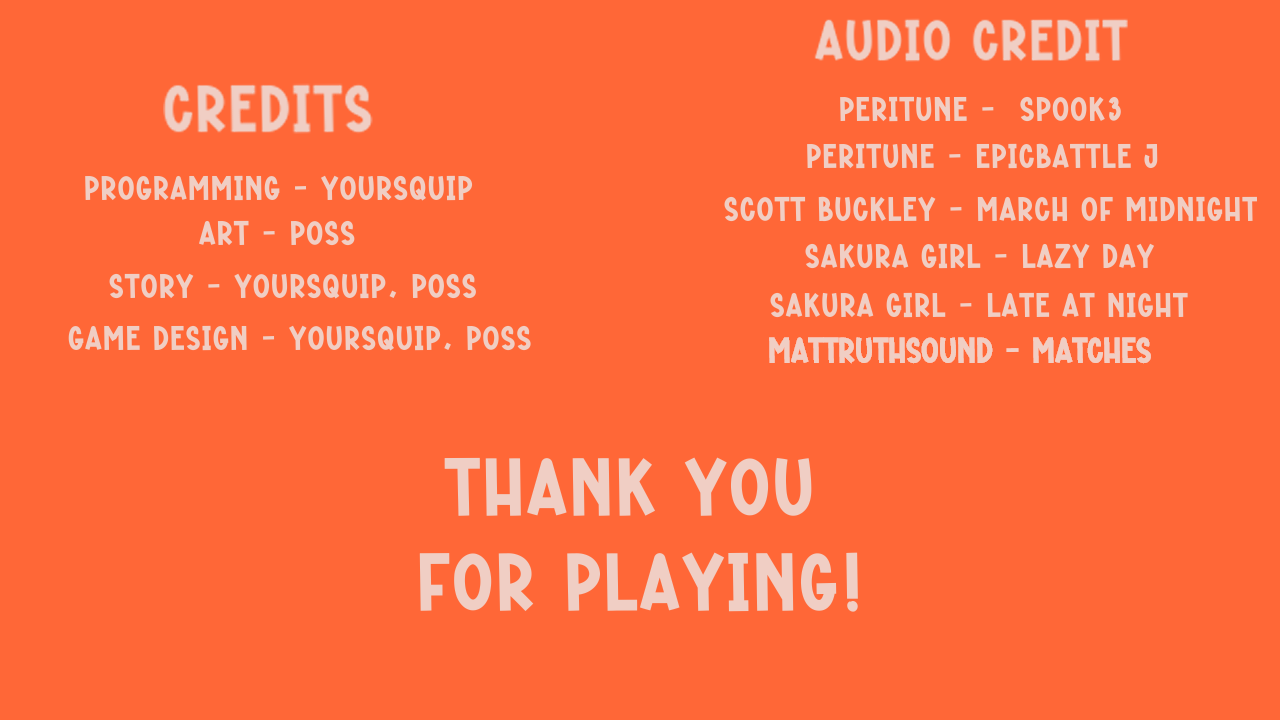 CREDITS
PROGRAMMING - YOURSQUIP
ART - POSS
STORY - YOURSQUIP, POSS
GAME DESIGN - YOURSQUIP, POSS
AUDIO CREDIT
PERITUNE - SPOOK3
PERITUNE - EPICBATTLE J
SCOTT BUCKLEY - MARCH OF MIDNIGHT
SAKURA GIRL - LAZY DAY
SAKURA GIRL - LATE AT NIGHT
MATTRUTHSOUND - MATCHES
THANK YOU
FOR PLAYING!